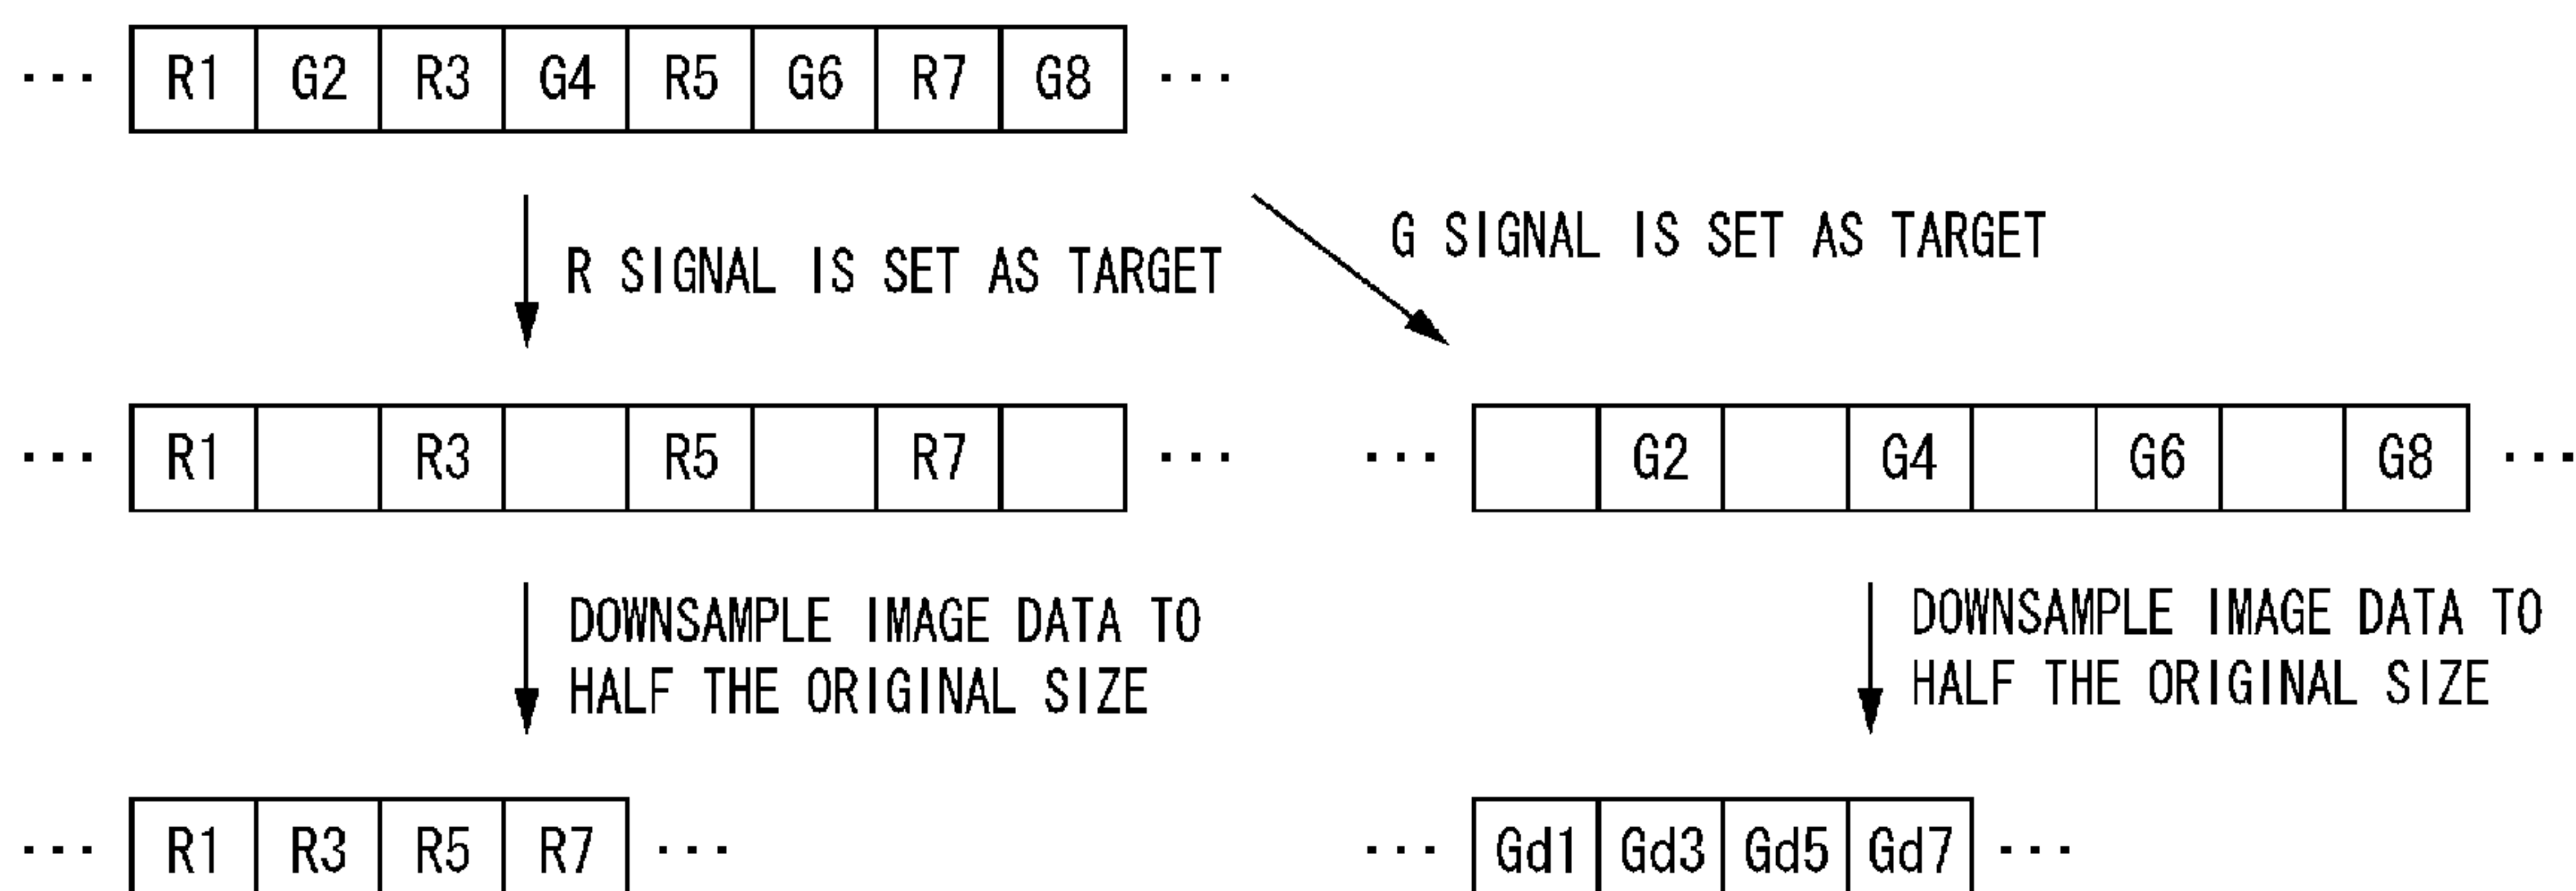 ··· R1 G2 R3 G4 R5 G6 R7 G8 ···
R SIGNAL IS SET AS TARGET
G SIGNAL IS SET AS TARGET
··· R1 R3 R5 R7 ···
··· G2 G4 G6 G8 ···
DOWNSAMPLE IMAGE DATA TO
HALF THE ORIGINAL SIZE
DOWNSAMPLE IMAGE DATA TO
HALF THE ORIGINAL SIZE
··· R1 R3 R5 R7 ···
··· Gd1 Gd3 Gd5 Gd7 ···